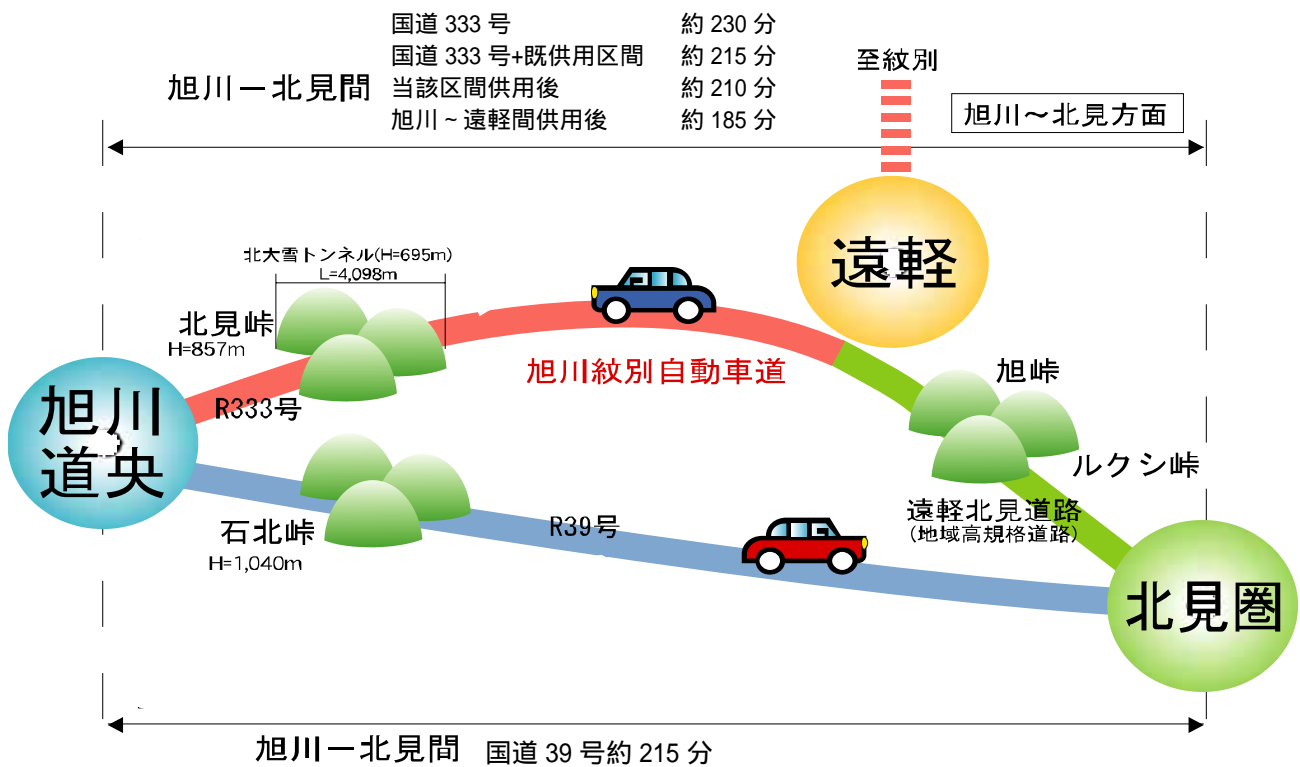 国道 333 号 約 230 分
国道 333 号+既供用区間 約 215 分
当該区間供用後 約 210 分
旭川 ~ 遠軽間供用後 約 185 分
旭川－北見間
至紋別
旭川～北見方面
遠軽
北大雪トンネル(H=695m)
L=4,098m
北見峠
H=857m
旭川紋別自動車道
旭峠
R333号
旭川
道央
ルクシ峠
石北峠
H=1,040m
R39号
遠軽北見道路
(地域高規格道路)
北見圏
旭川－北見間 国道 39 号約 215 分